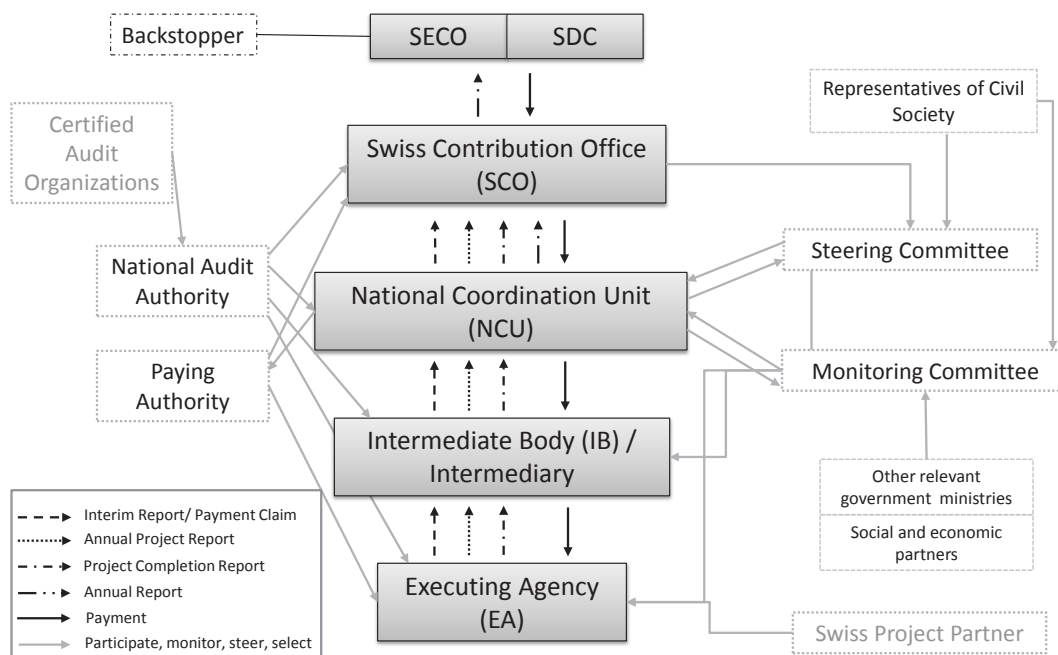 Backstopper
SECO
SDC
Representatives of Civil
Society
Certified
Audit
Organizations
Swiss Contribution Office
(SCO)
National Audit
Authority
Steering Committee
National Coordination Unit
(NCU)
Paying
Authority
Monitoring Committee
Intermediate Body (IB) /
Intermediary
Other relevant
government ministries
Social and economic
partners
Interim Report/ Payment Claim
Annual Project Report
Project Completion Report
Annual Report
Payment
Participate, monitor, steer, select
Executing Agency
(EA)
Swiss Project Partner